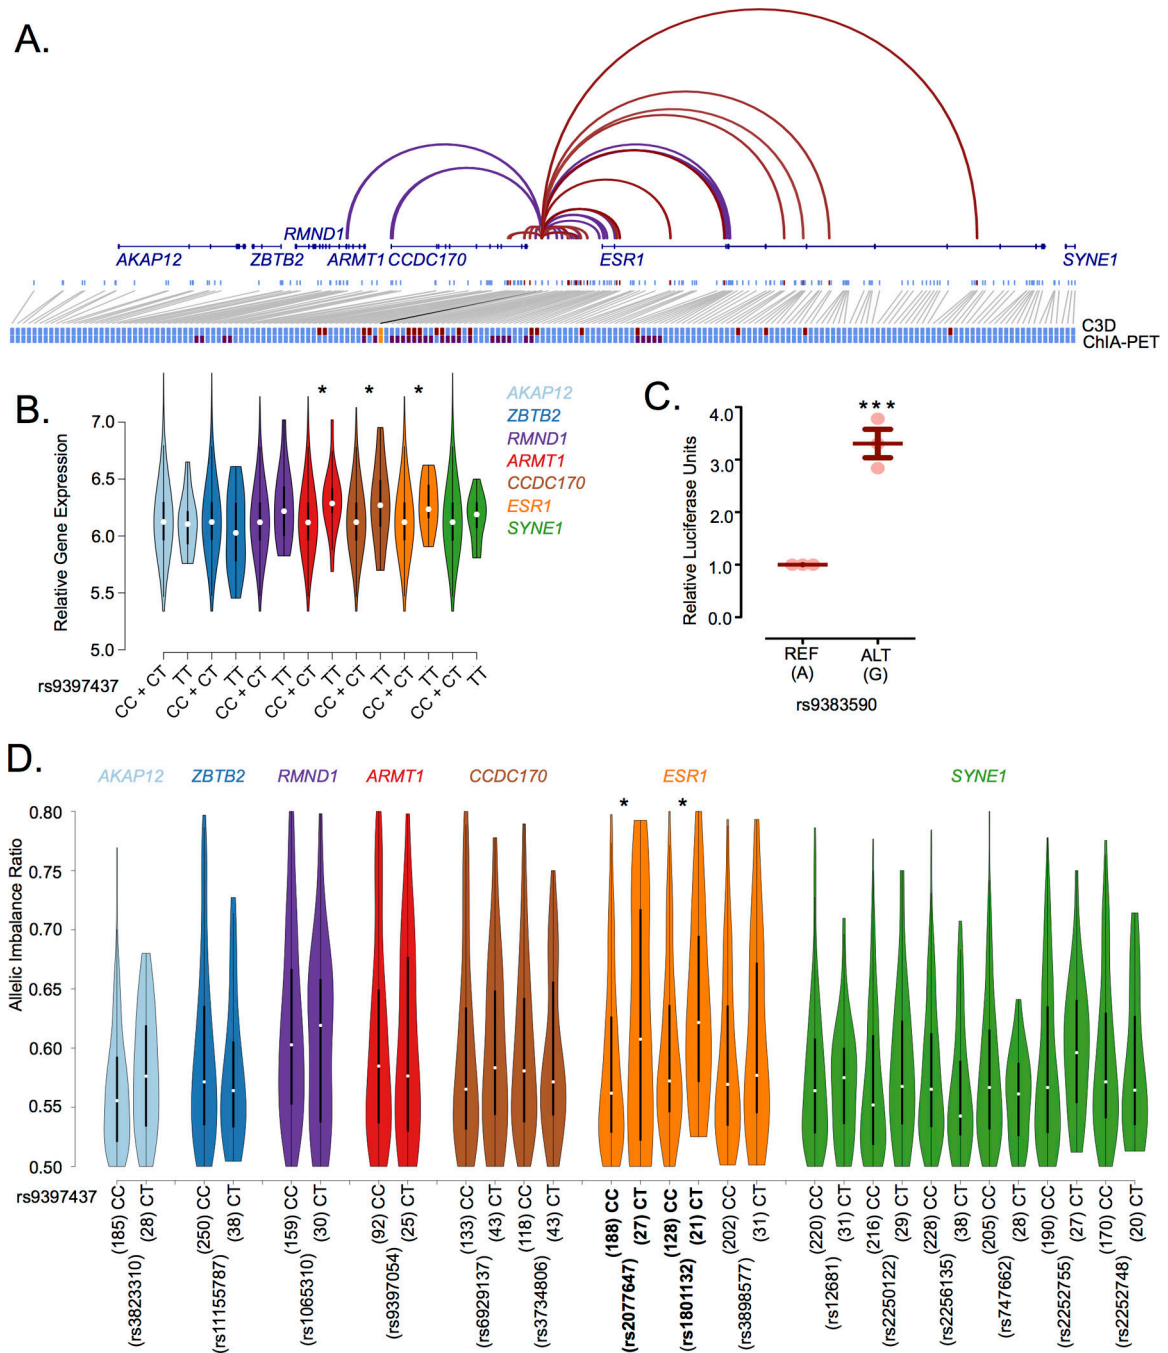 A.
RMND1
AKAP12 ZBTB2 ARMT1 CCDC170 ESR1 SYNE1
C3D
ChIA-PET
B.
Relative Gene Expression
7.0
6.5
6.0
5.5
5.0
* * *
AKAP12
ZBTB2
RMND1
ARMT1
CCDC170
ESR1
SYNE1
rs9397437
CC + CT TT CC + CT TT CC + CT TT CC + CT TT CC + CT TT CC + CT TT CC + CT TT
C.
Relative Luciferase Units
4.0
3.0
2.0
1.0
0.0
***
REF ALT
(A) (G)
rs9383590
D.
AKAP12 ZBTB2 RMND1 ARMT1 CCDC170 ESR1 SYNE1
* *
Allelic Imbalance Ratio
0.80
0.75
0.70
0.65
0.60
0.55
0.50
rs9397437
(185) CC (28) CT (250) CC (38) CT (159) CC (30) CT (92) CC (25) CT (133) CC (43) CT (118) CC (43) CT (188) CC (27) CT (128) CC (21) CT (202) CC (31) CT (220) CC (31) CT (216) CC (29) CT (228) CC (38) CT (205) CC (28) CT (190) CC (27) CT (170) CC (20) CT
(rs3823310) (rs11155787) (rs1065310) (rs9397054) (rs6929137) (rs3734806) (rs2077647) (rs1801132) (rs3898577) (rs12681) (rs2250122) (rs2256135) (rs747662) (rs2252755) (rs2252748)